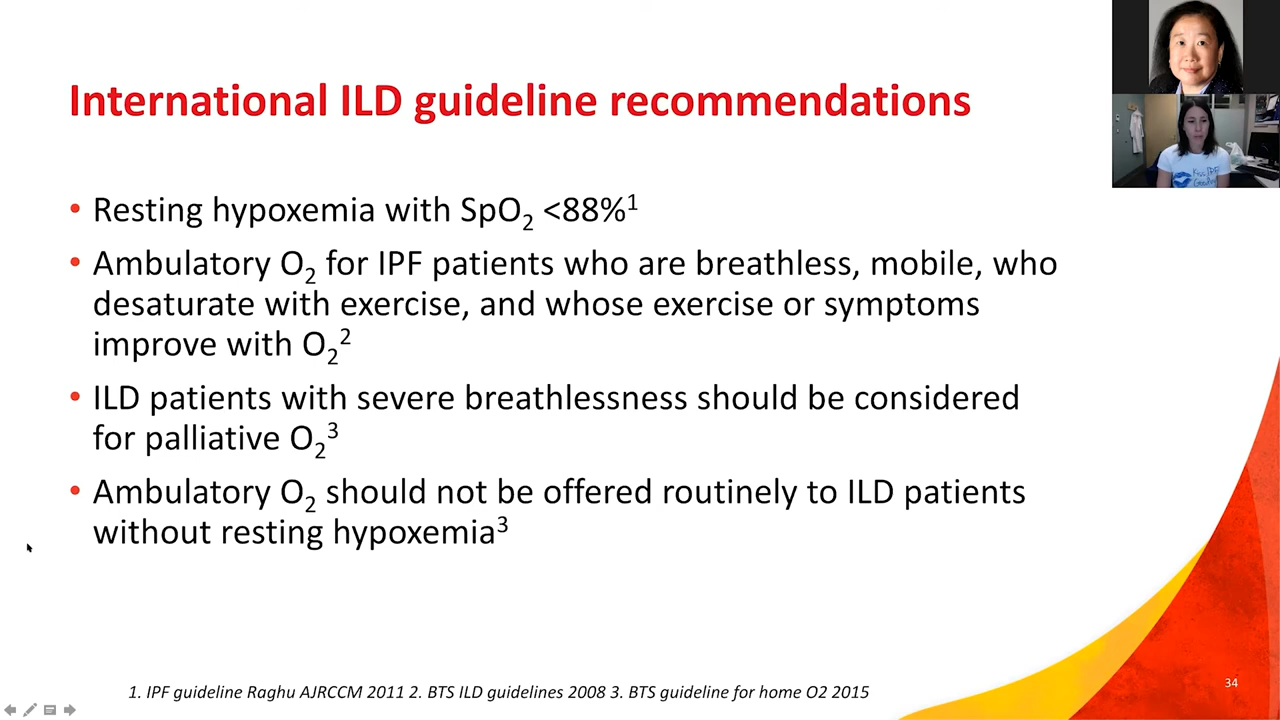 International ILD guideline recommendations
• Resting hypoxemia with SpO₂ <88%¹
• Ambulatory O₂ for IPF patients who are breathless, mobile, who
desaturate with exercise, and whose exercise or symptoms
improve with O₂²
• ILD patients with severe breathlessness should be considered
for palliative O₂³
• Ambulatory O₂ should not be offered routinely to ILD patients
without resting hypoxemia³
1. IPF guideline Raghu AJRCCM 2011 2. BTS ILD guidelines 2008 3. BTS guideline for home O2 2015
34